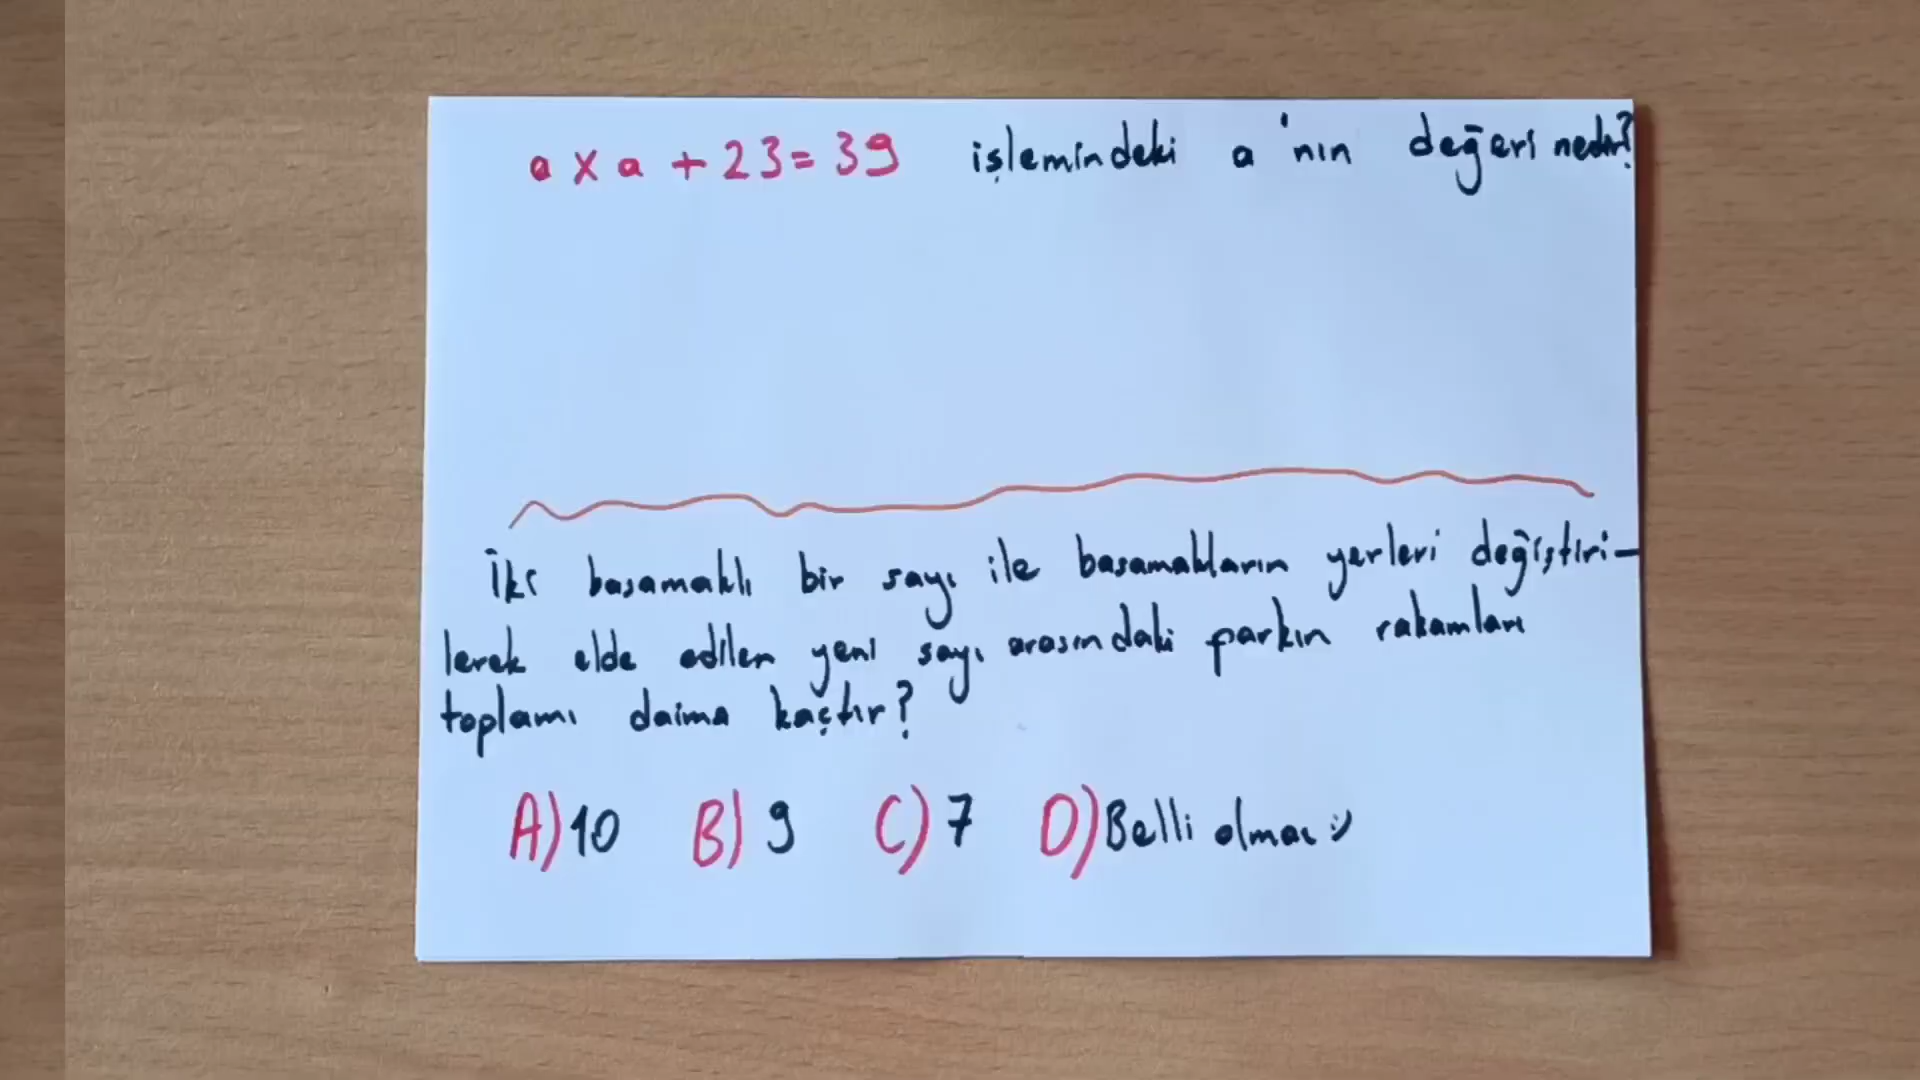 a x a + 23 = 39 işlemindeki a'nın değeri nedir?
İki basamaklı bir sayı ile basamakların yerleri değiştiri-
lerek elde edilen yeni sayı arasındaki farkın rakamları
toplamı daima kaçtır?
A) 10 B) 9 C) 7 D) Belli olmaz :)